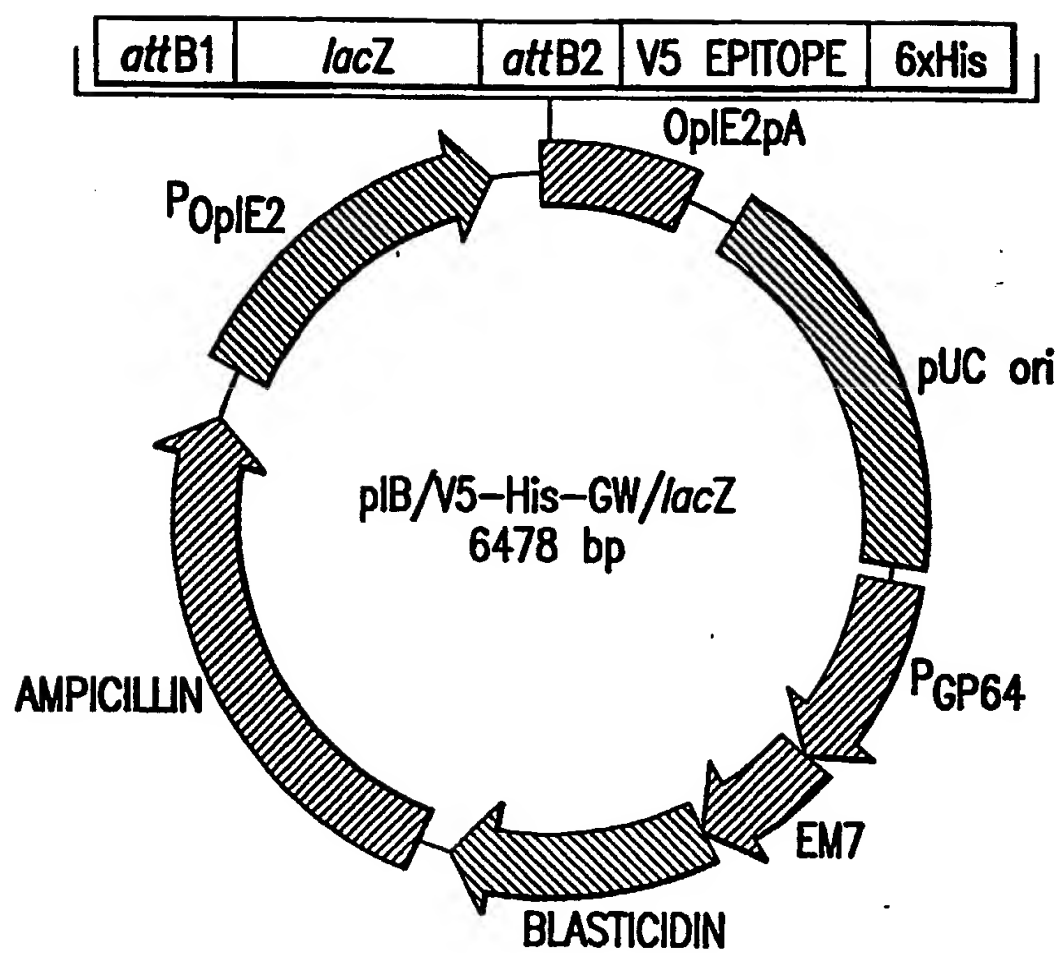 attB1 lacZ attB2 V5 EPITOPE 6xHis
OpIE2pA
POpIE2
pUC ori
pIB/V5-His-GW/lacZ
6478 bp
AMPICILLIN
PGP64
EM7
BLASTICIDIN